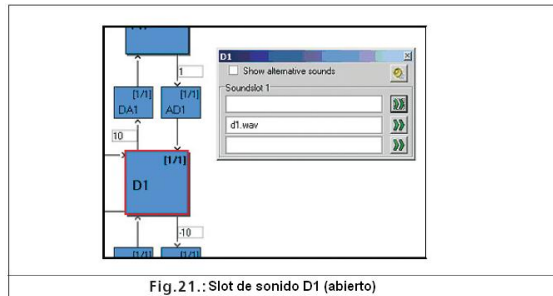 1
D1
Show alternative sounds
Soundslot 1
[1/1]
DA1
[1/1]
AD1
d1.wav
10
[1/1]
D1
-10
[1/1]
[1/1]
Fig.21.: Slot de sonido D1 (abierto)